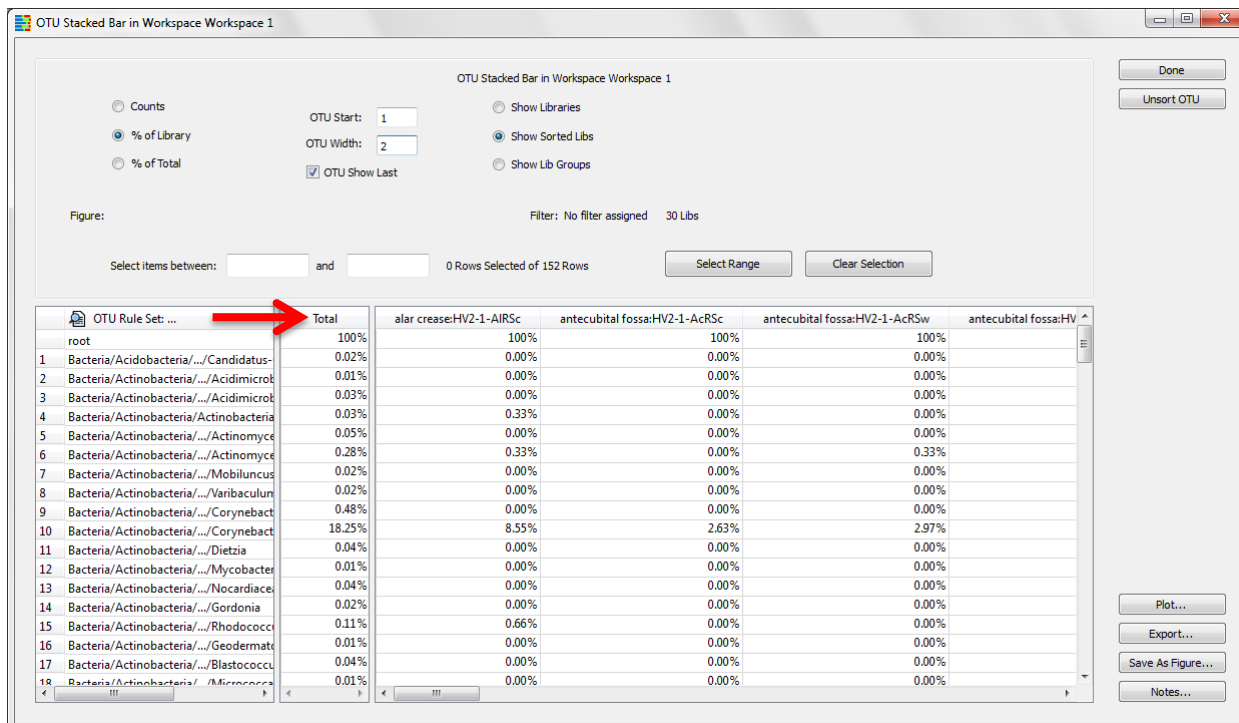 OTU Stacked Bar in Workspace Workspace 1
OTU Stacked Bar in Workspace Workspace 1
Done
Unsort OTU
Counts
% of Library
% of Total
OTU Start: 1
OTU Width: 2
OTU Show Last
Show Libraries
Show Sorted Libs
Show Lib Groups
Figure:
Filter: No filter assigned 30 Libs
Select items between: and 0 Rows Selected of 152 Rows Select Range Clear Selection
OTU Rule Set: ... Total alar crease:HV2-1-AlRSc antecubital fossa:HV2-1-AcRSc antecubital fossa:HV2-1-AcRSw antecubital fossa:HV
root 100% 100% 100% 100%
1 Bacteria/Acidobacteria/.../Candidatus- 0.02% 0.00% 0.00% 0.00%
2 Bacteria/Actinobacteria/.../Acidimicrob 0.01% 0.00% 0.00% 0.00%
3 Bacteria/Actinobacteria/.../Acidimicrob 0.03% 0.00% 0.00% 0.00%
4 Bacteria/Actinobacteria/Actinobacteria 0.03% 0.33% 0.00% 0.00%
5 Bacteria/Actinobacteria/.../Actinomyce 0.05% 0.00% 0.00% 0.00%
6 Bacteria/Actinobacteria/.../Actinomyce 0.28% 0.33% 0.00% 0.33%
7 Bacteria/Actinobacteria/.../Mobiluncus 0.02% 0.00% 0.00% 0.00%
8 Bacteria/Actinobacteria/.../Varibaculum 0.02% 0.00% 0.00% 0.00%
9 Bacteria/Actinobacteria/.../Corynebact 0.48% 0.00% 0.00% 0.00%
10 Bacteria/Actinobacteria/.../Corynebact 18.25% 8.55% 2.63% 2.97%
11 Bacteria/Actinobacteria/.../Dietzia 0.04% 0.00% 0.00% 0.00%
12 Bacteria/Actinobacteria/.../Mycobacter 0.01% 0.00% 0.00% 0.00%
13 Bacteria/Actinobacteria/.../Nocardiacea 0.04% 0.00% 0.00% 0.00%
14 Bacteria/Actinobacteria/.../Gordonia 0.02% 0.00% 0.00% 0.00%
15 Bacteria/Actinobacteria/.../Rhodococcu 0.11% 0.66% 0.00% 0.00%
16 Bacteria/Actinobacteria/.../Geodermato 0.01% 0.00% 0.00% 0.00%
17 Bacteria/Actinobacteria/.../Blastococcu 0.04% 0.00% 0.00% 0.00%
18 Bacteria/Actinobacteria/.../Micrococca 0.01% 0.00% 0.00% 0.00%
Plot...
Export...
Save As Figure...
Notes...